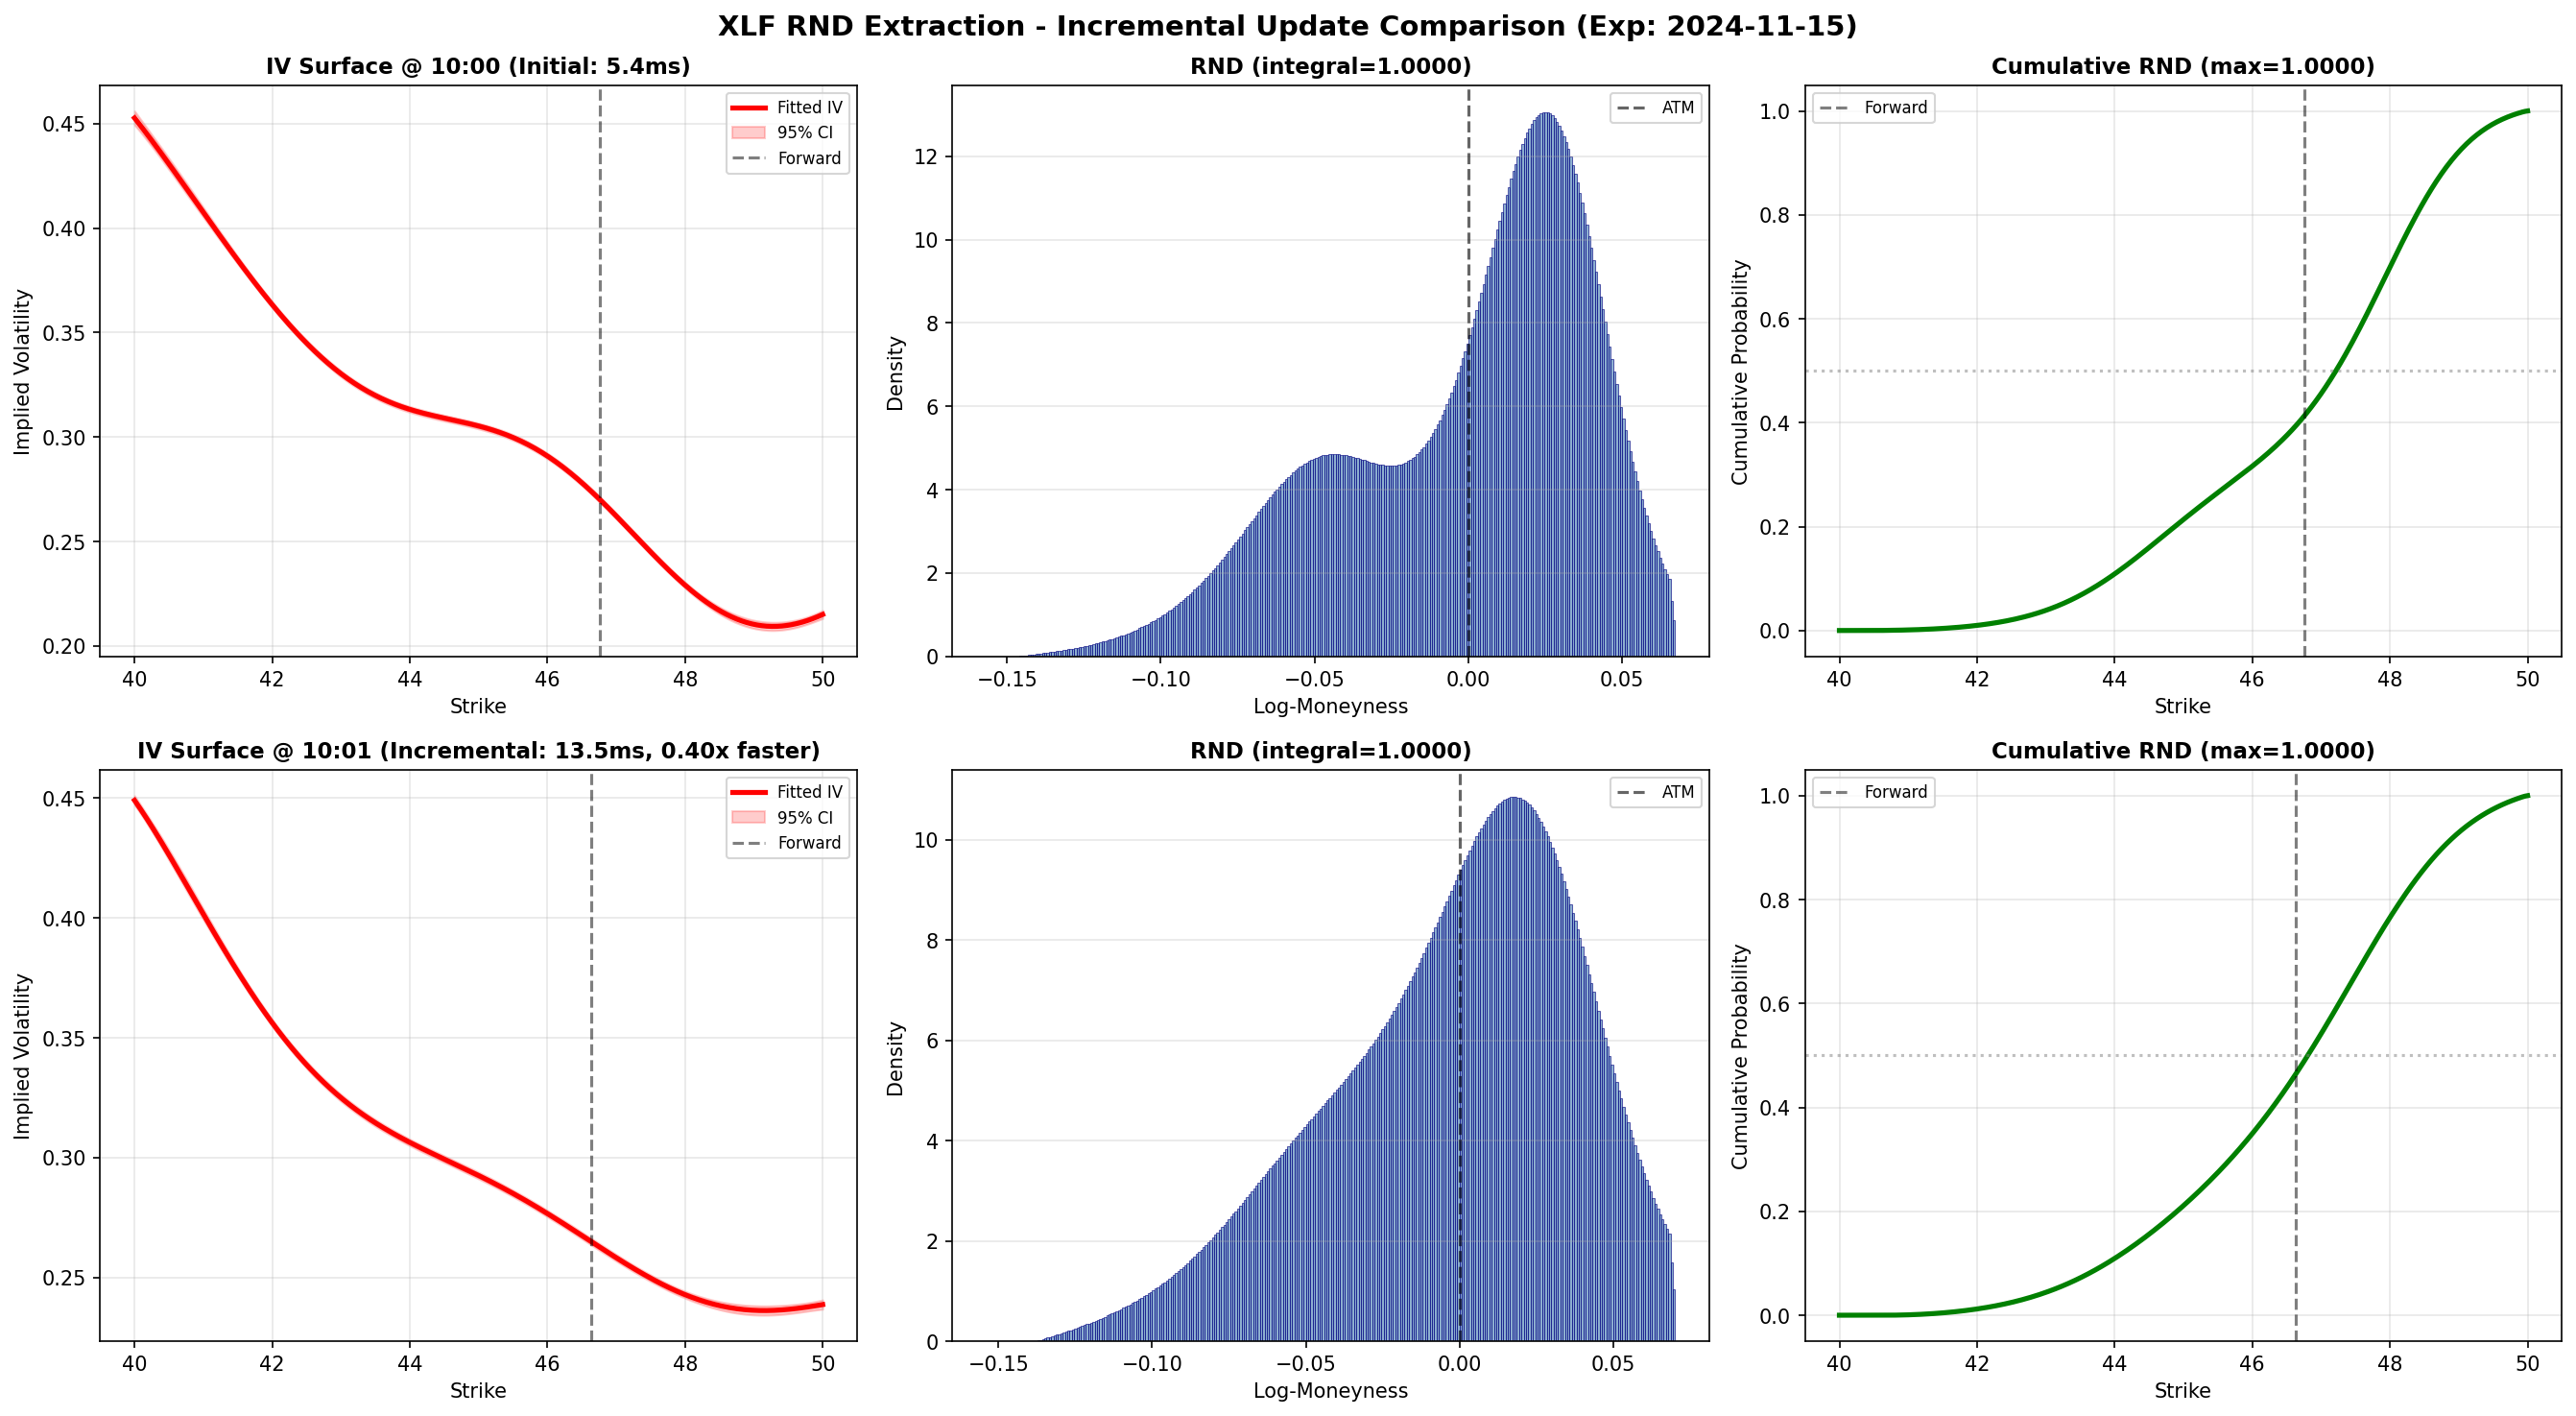 XLF RND Extraction - Incremental Update Comparison (Exp: 2024-11-15)
IV Surface @ 10:00 (Initial: 5.4ms)
Implied Volatility
0.45
0.40
0.35
0.30
0.25
0.20
Fitted IV
95% CI
Forward
40 42 44 46 48 50
Strike
RND (integral=1.0000)
Density
12
10
8
6
4
2
0
ATM
−0.15 −0.10 −0.05 0.00 0.05
Log-Moneyness
Cumulative RND (max=1.0000)
Cumulative Probability
1.0
0.8
0.6
0.4
0.2
0.0
Forward
40 42 44 46 48 50
Strike
IV Surface @ 10:01 (Incremental: 13.5ms, 0.40x faster)
Implied Volatility
0.45
0.40
0.35
0.30
0.25
Fitted IV
95% CI
Forward
40 42 44 46 48 50
Strike
RND (integral=1.0000)
Density
10
8
6
4
2
0
ATM
−0.15 −0.10 −0.05 0.00 0.05
Log-Moneyness
Cumulative RND (max=1.0000)
Cumulative Probability
1.0
0.8
0.6
0.4
0.2
0.0
Forward
40 42 44 46 48 50
Strike